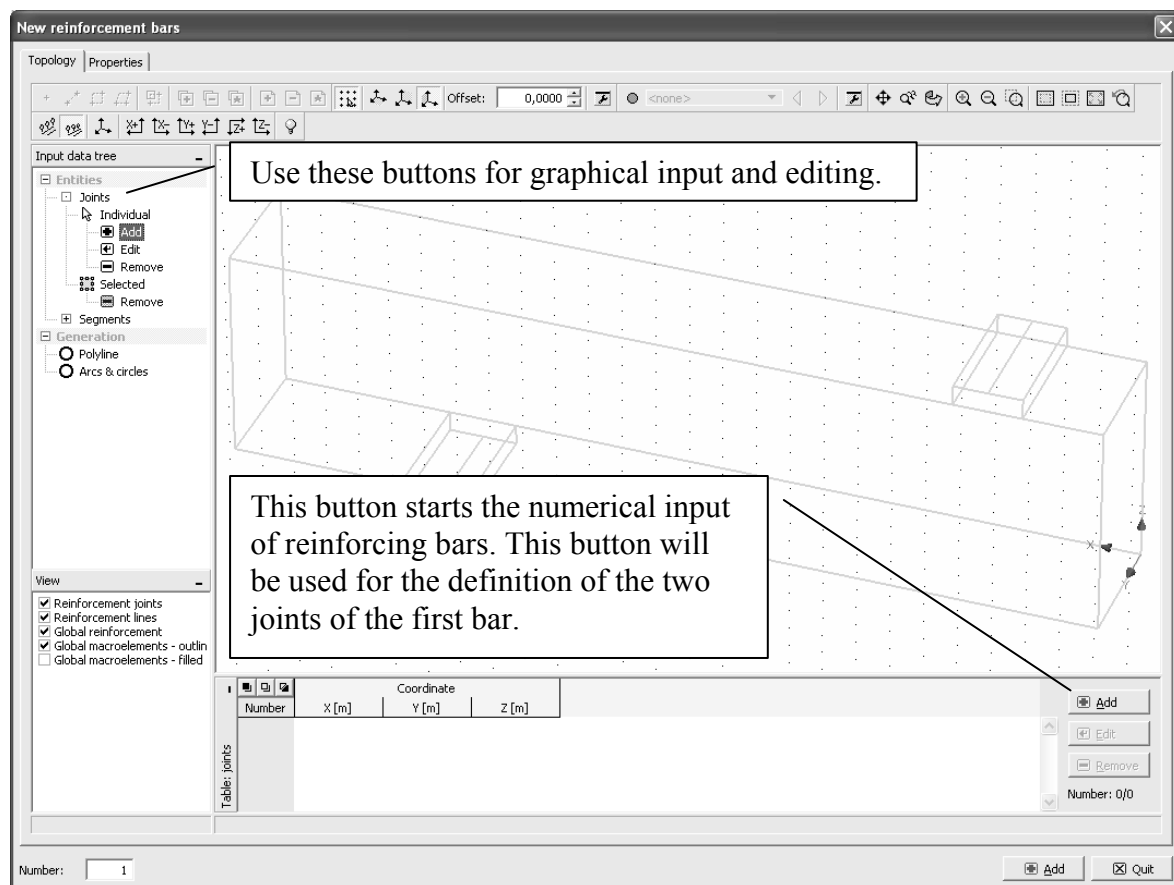 New reinforcement bars
Topology Properties
Offset: 0,0000 <none>
X+ X- Y+ Y- Z+ Z-
Input data tree
Entities
Joints
Individual
Add
Edit
Remove
Selected
Remove
Segments
Generation
Polyline
Arcs & circles
Use these buttons for graphical input and editing.
This button starts the numerical input
of reinforcing bars. This button will
be used for the definition of the two
joints of the first bar.
Z
X
Y
View
Reinforcement joints
Reinforcement lines
Global reinforcement
Global macroelements - outlin
Global macroelements - filled
Table: joints
Coordinate
Number X [m] Y [m] Z [m]
Add
Edit
Remove
Number: 0/0
Number: 1
Add Quit